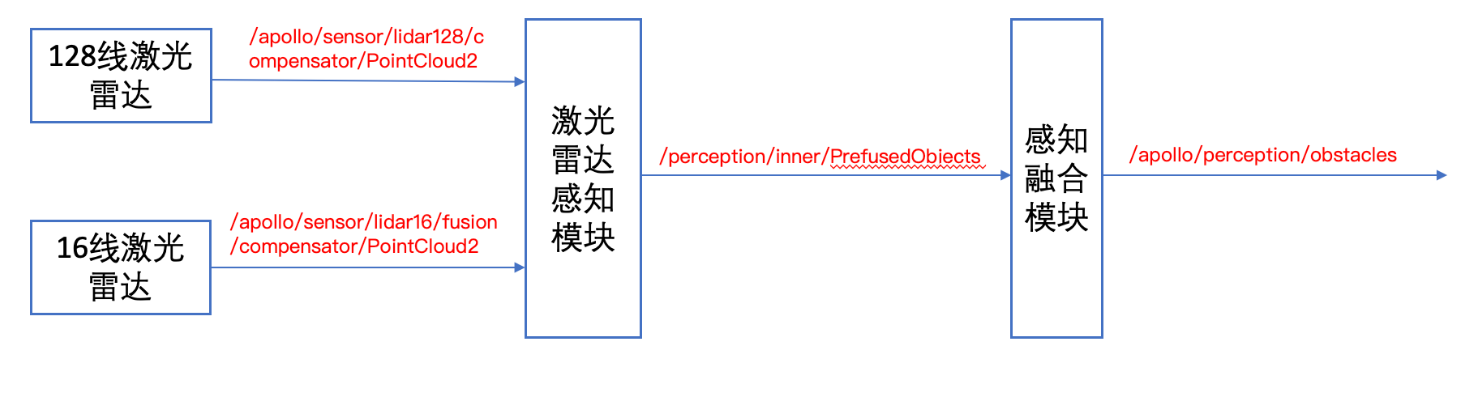 128线激光
雷达
/apollo/sensor/lidar128/c
ompensator/PointCloud2
16线激光
雷达
/apollo/sensor/lidar16/fusion
/compensator/PointCloud2
激光
雷达
感知
模块
/perception/inner/PrefusedObjects
感知
融合
模块
/apollo/perception/obstacles